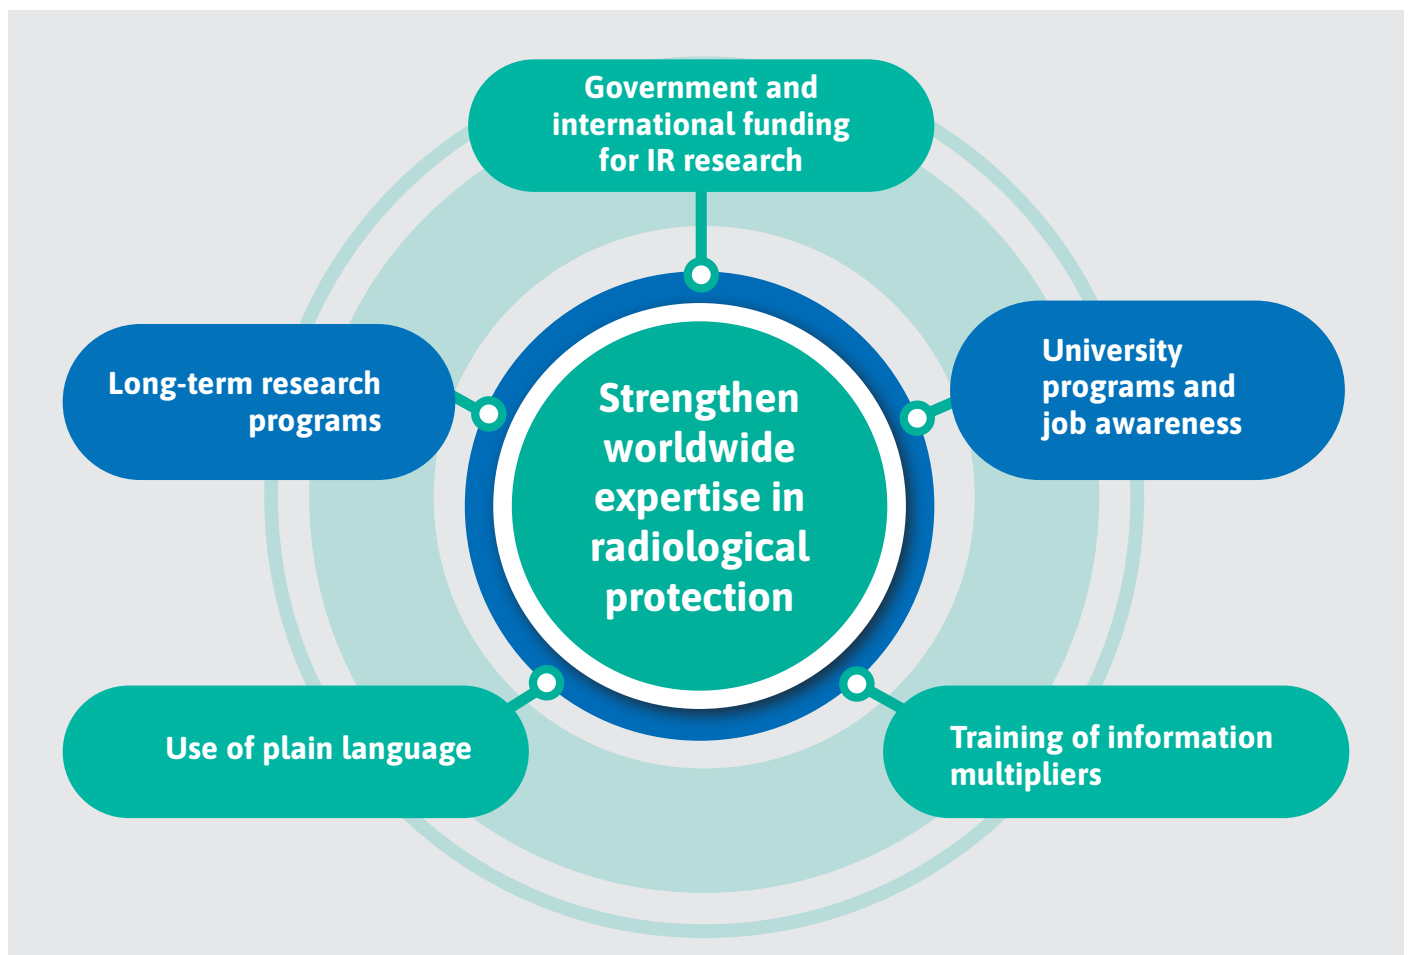 Government and
international funding
for IR research
Long-term research
programs
University
programs and
job awareness
Strengthen
worldwide
expertise in
radiological
protection
Use of plain language
Training of information
multipliers